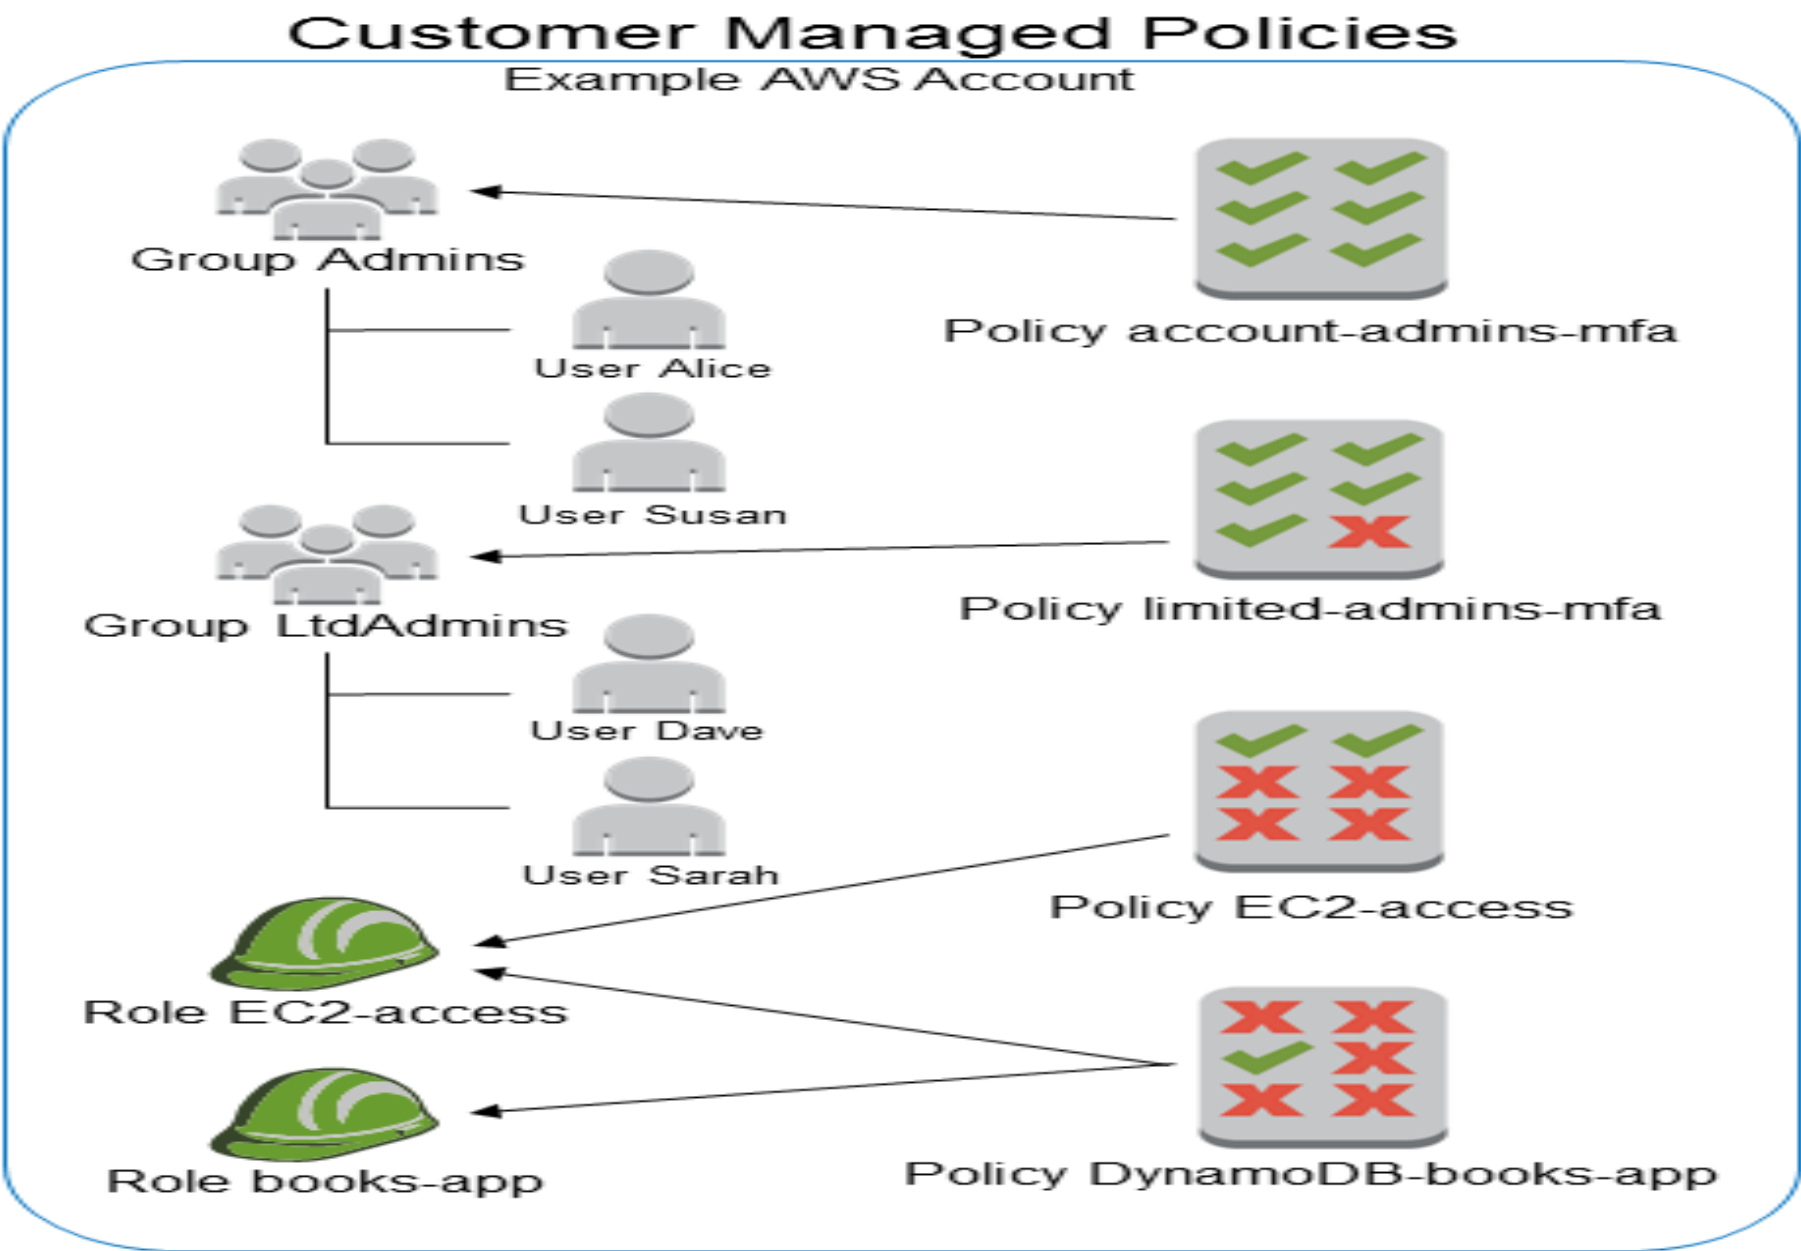 Customer Managed Policies
Example AWS Account
Group Admins
Policy account-admins-mfa
User Alice
User Susan
Group LtdAdmins
Policy limited-admins-mfa
User Dave
User Sarah
Policy EC2-access
Role EC2-access
Role books-app
Policy DynamoDB-books-app